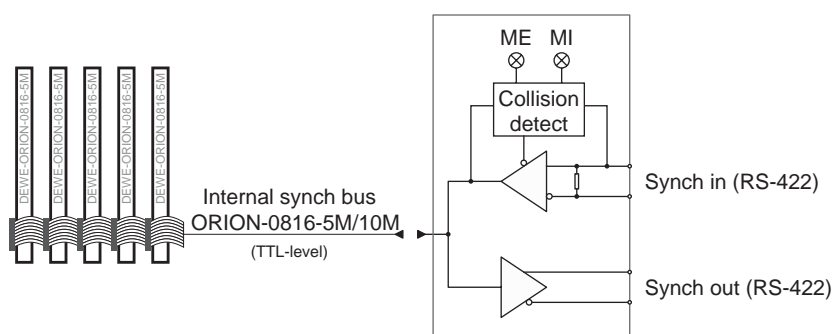 DEWE-ORION-0816-5M
DEWE-ORION-0816-5M
DEWE-ORION-0816-5M
DEWE-ORION-0816-5M
DEWE-ORION-0816-5M
Internal synch bus
ORION-0816-5M/10M
(TTL-level)
ME MI
Collision
detect
Synch in (RS-422)
Synch out (RS-422)